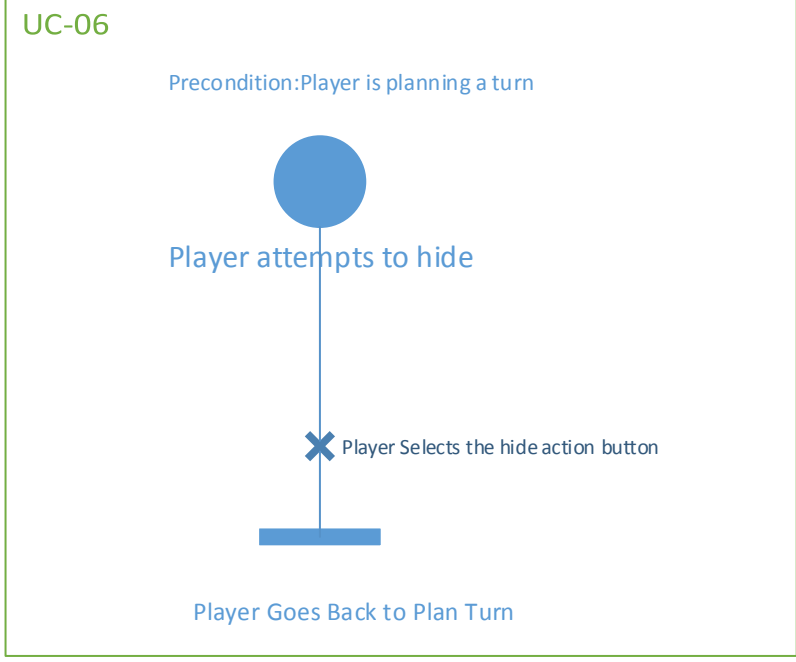 UC-06
Precondition:Player is planning a turn
Player attempts to hide
Player Selects the hide action button
Player Goes Back to Plan Turn